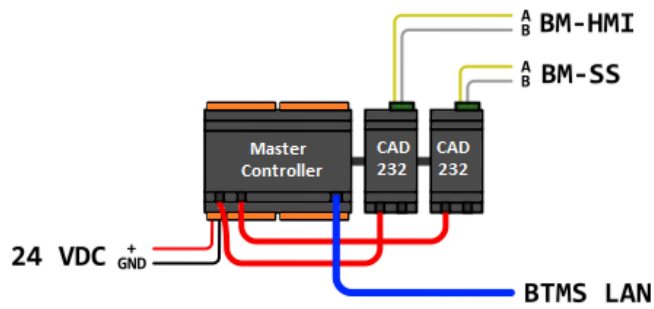 A
B BM-HMI
A
B BM-SS
Master
Controller
CAD
232
CAD
232
24 VDC +
GND
BTMS LAN